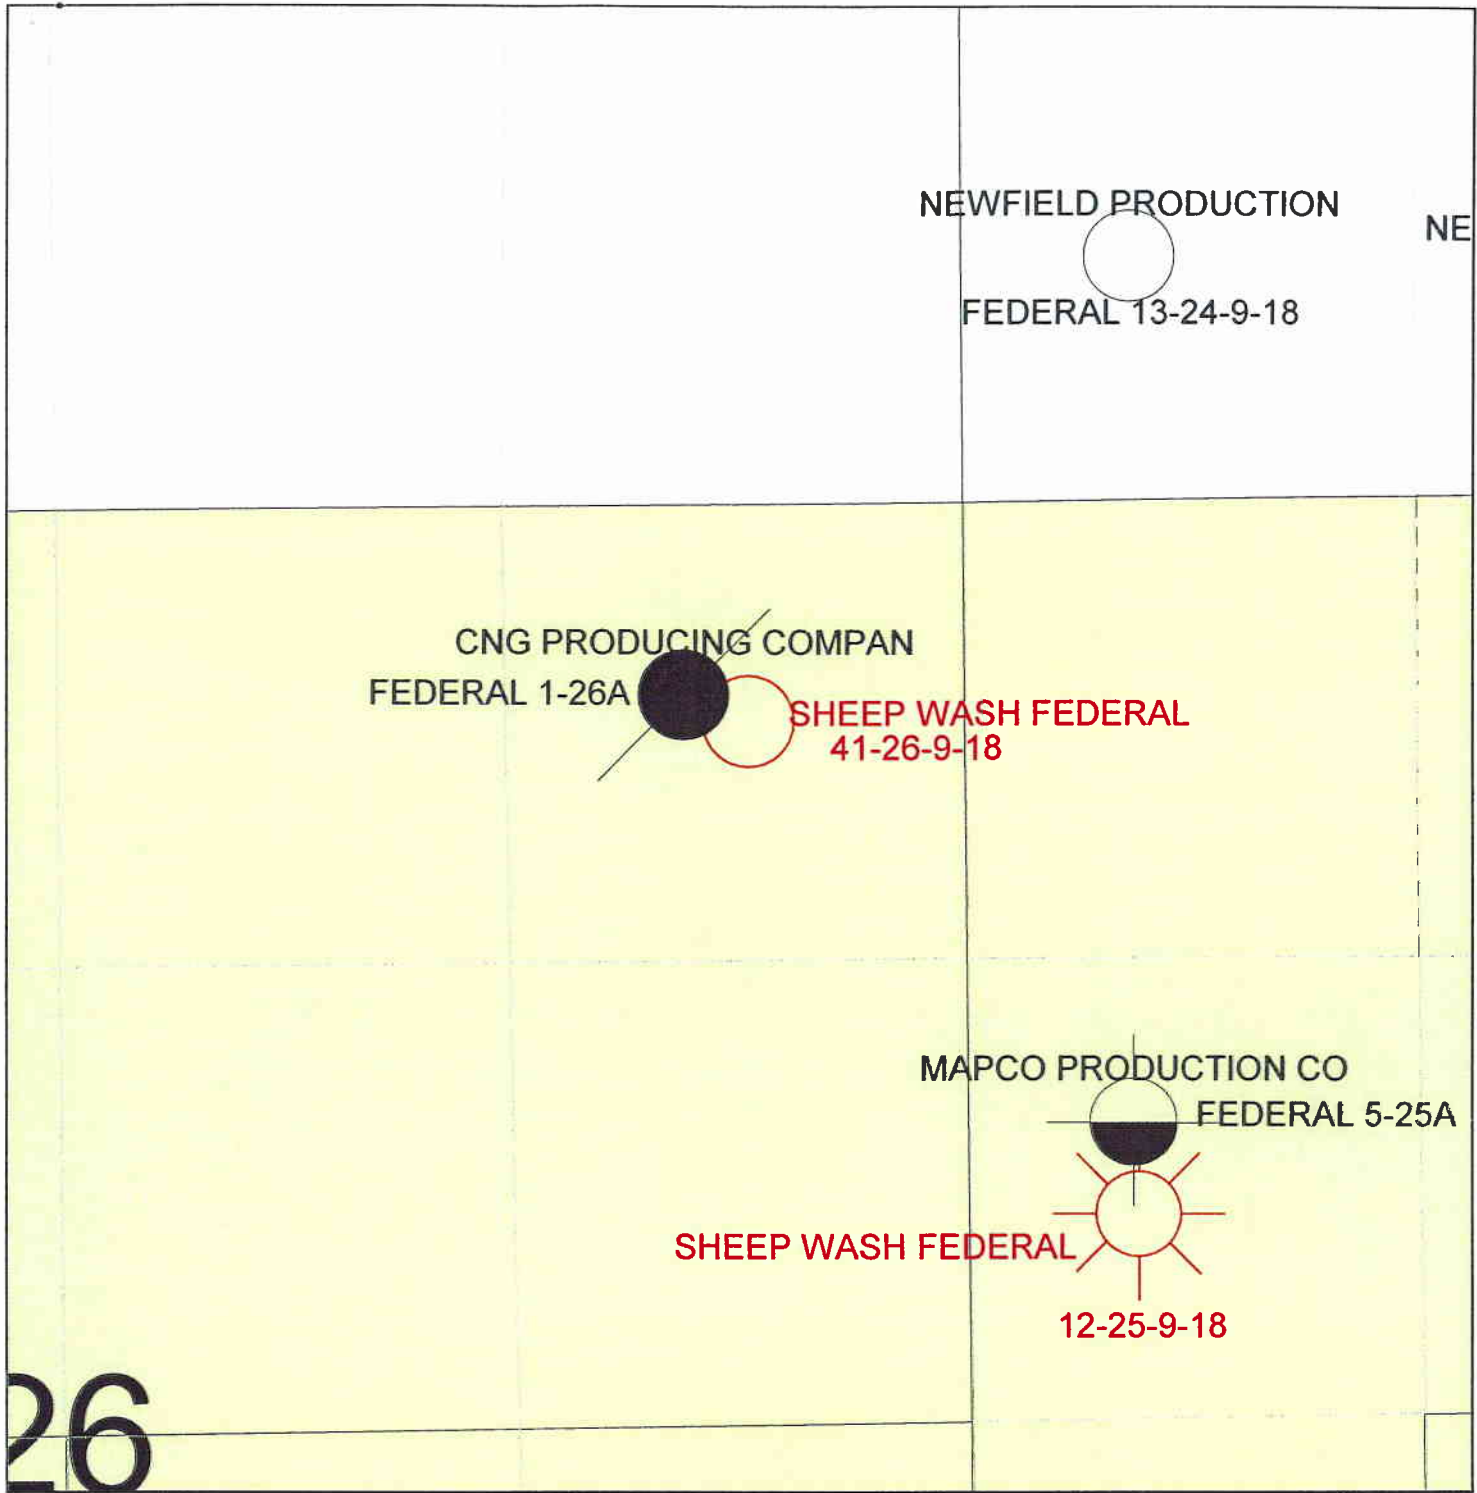 NEWFIELD PRODUCTION
NE
FEDERAL 13-24-9-18
CNG PRODUCING COMPAN
FEDERAL 1-26A
SHEEP WASH FEDERAL
41-26-9-18
MAPCO PRODUCTION CO
FEDERAL 5-25A
SHEEP WASH FEDERAL
12-25-9-18
26